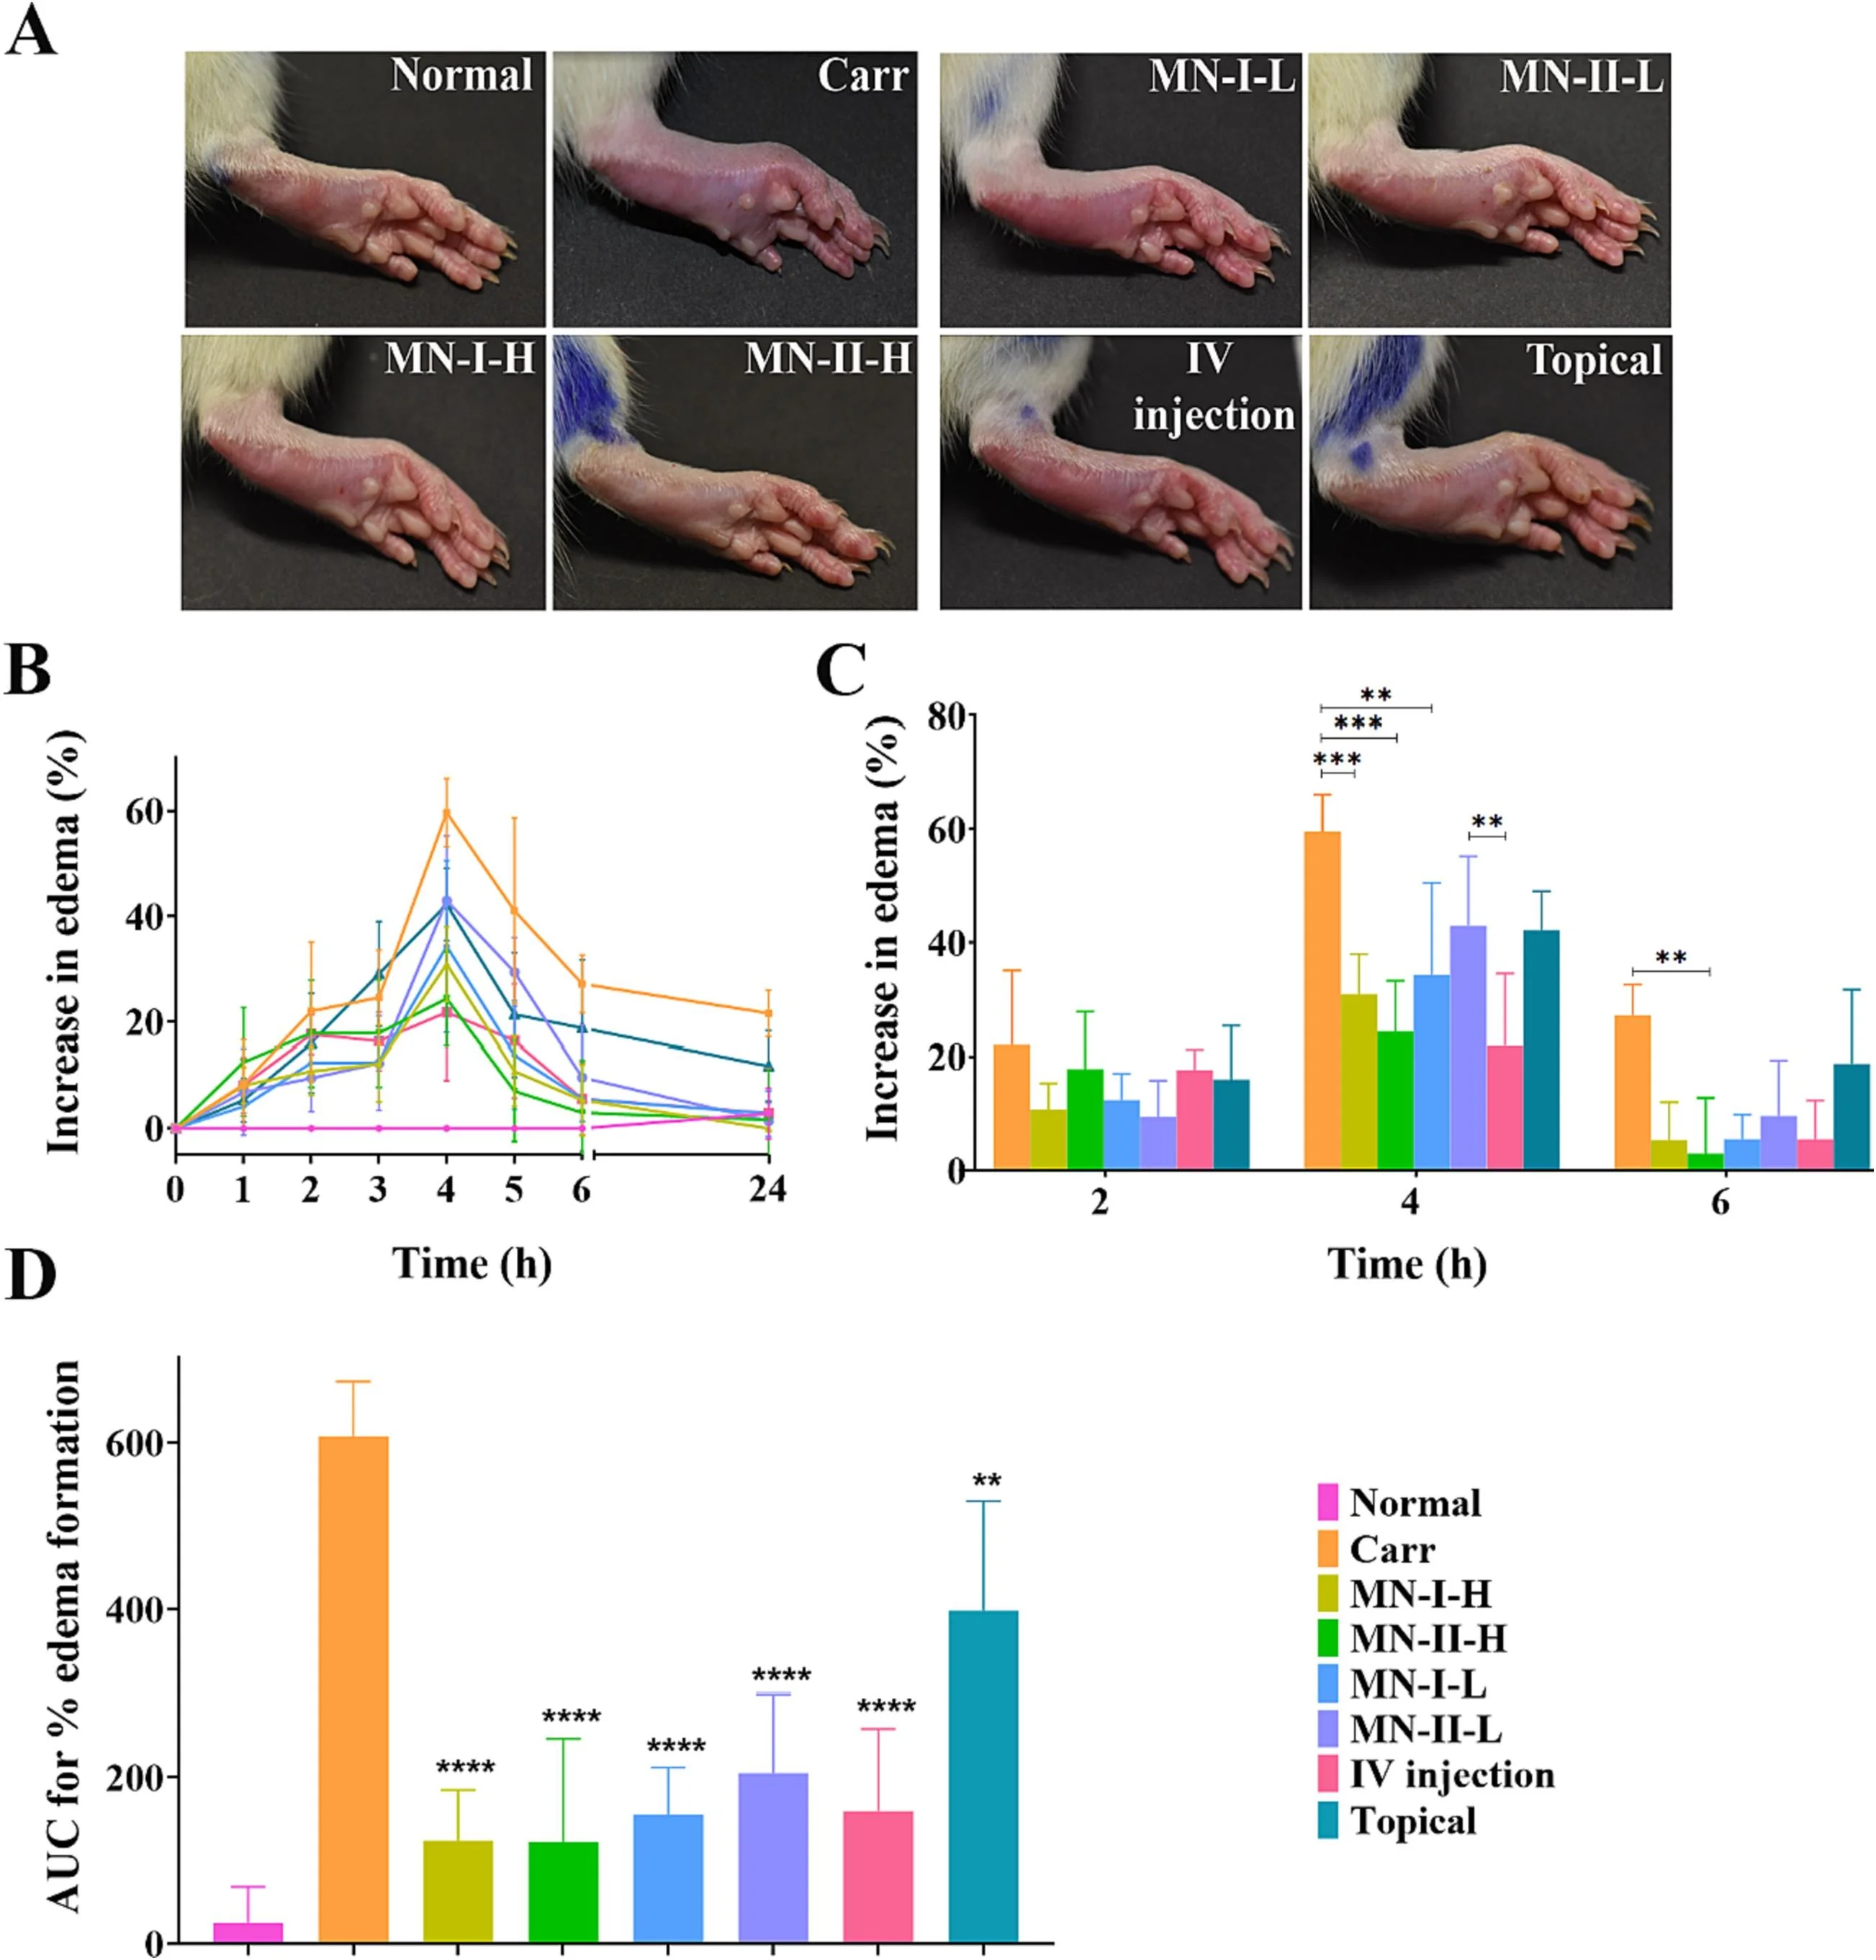 A
Normal
Carr
MN-I-L
MN-II-L
MN-I-H
MN-II-H
IV
injection
Topical
B
Increase in edema (%)
60
40
20
0
0 1 2 3 4 5 6 24
Time (h)
C
Increase in edema (%)
80
60
40
20
0
**
***
***
**
**
2 4 6
Time (h)
D
AUC for % edema formation
600
400
200
0
****
****
****
****
****
**
Normal
Carr
MN-I-H
MN-II-H
MN-I-L
MN-II-L
IV injection
Topical